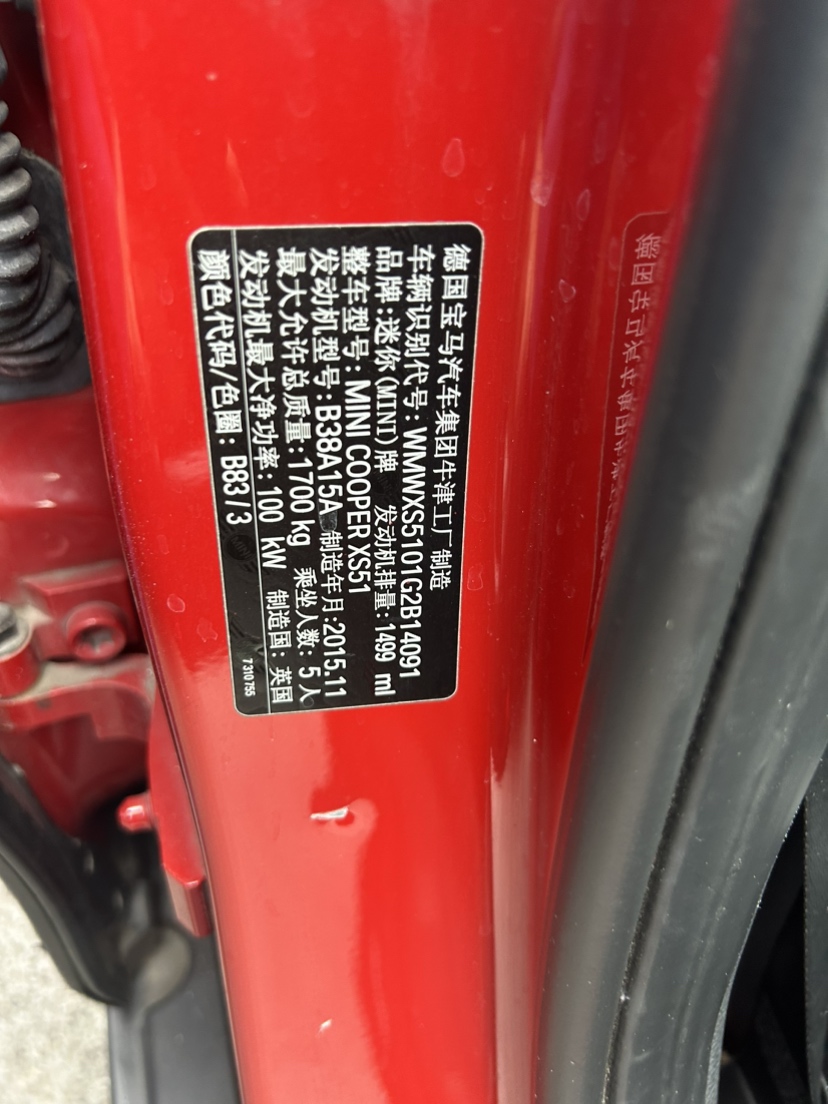 德国宝马汽车集团牛津工厂制造
车辆识别代号: WMWXS5101G2B14091
品牌:迷你(MINI)牌 发动机排量:1499 ml
整车型号: MINI COOPER XS51
发动机型号: B38A15A 制造年月:2015.11
最大允许总质量:1700 kg 乘坐人数: 5人
发动机最大净功率: 100 kW 制造国: 英国
颜色代码/色圈: B83/3
7310755